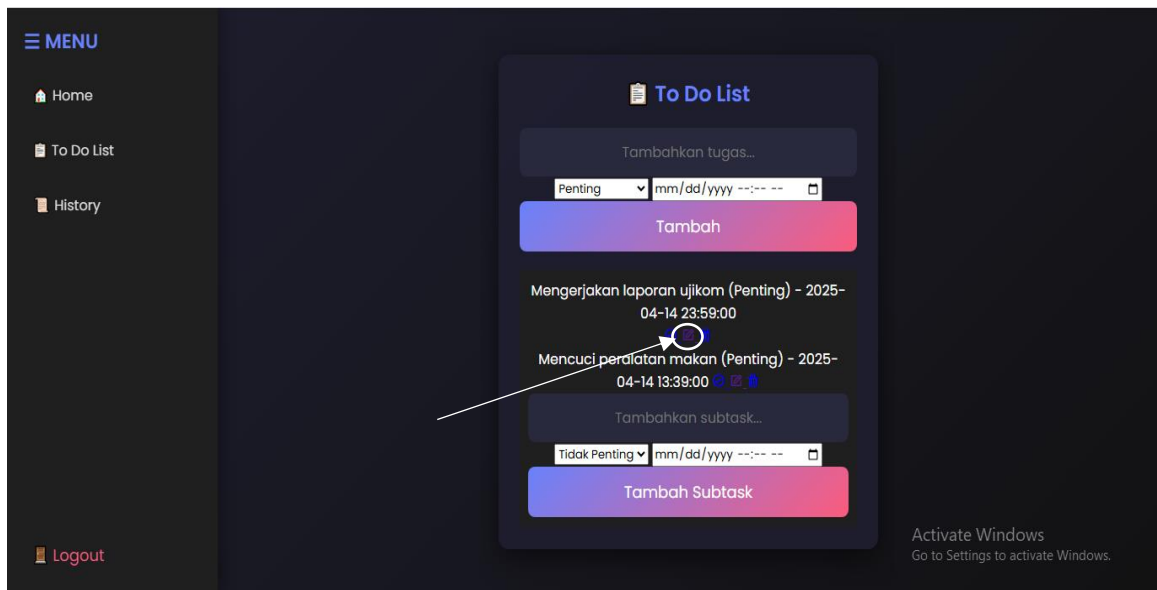 ☰ MENU
Home
To Do List
History
Logout
To Do List
Tambahkan tugas...
Penting mm/dd/yyyy --:-- --
Tambah
Mengerjakan laporan ujikom (Penting) - 2025-
04-14 23:59:00
Mencuci peralatan makan (Penting) - 2025-
04-14 13:39:00
Tambahkan subtask...
Tidak Penting mm/dd/yyyy --:-- --
Tambah Subtask
Activate Windows
Go to Settings to activate Windows.